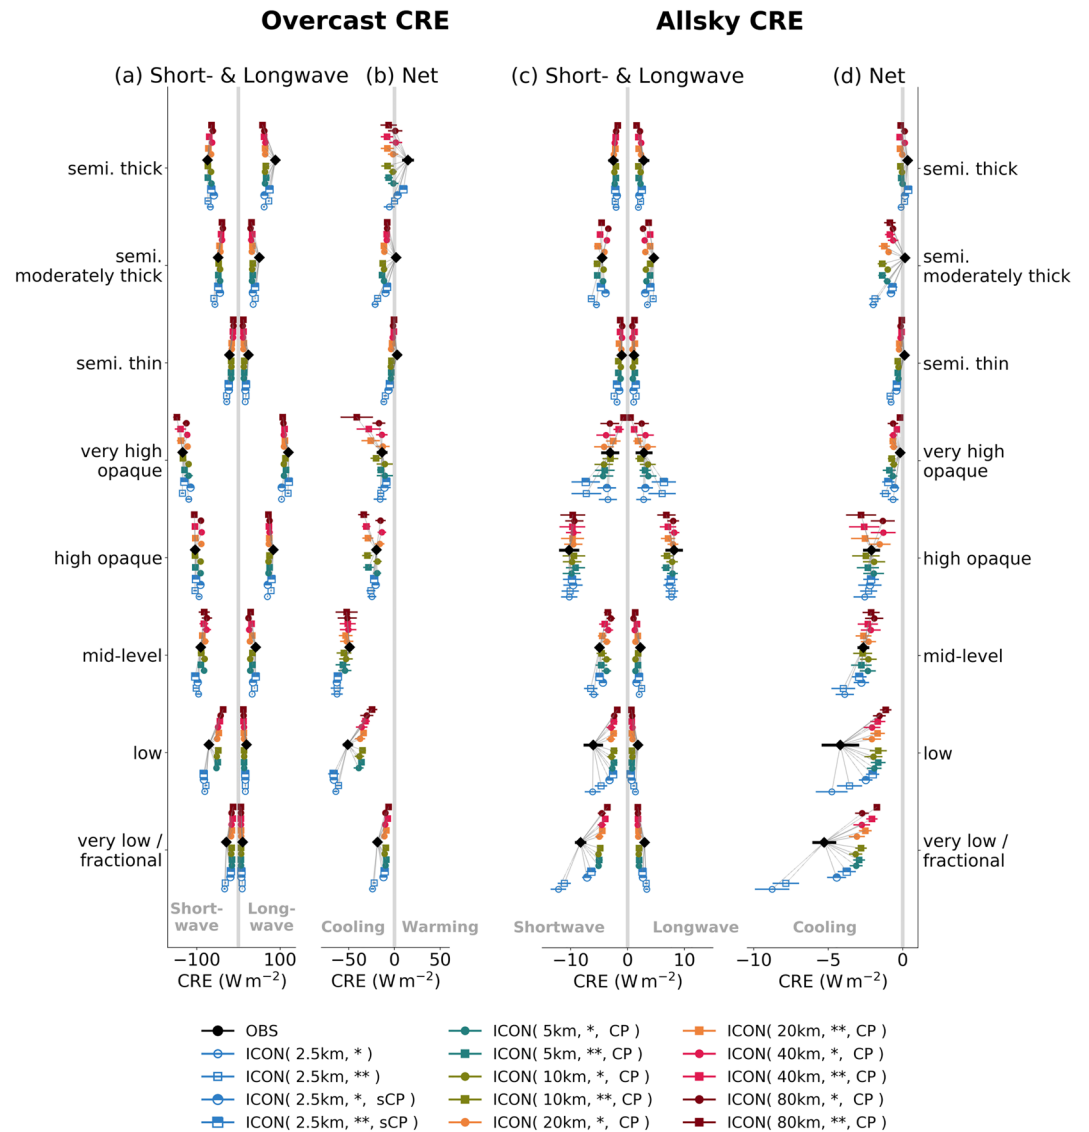 Overcast CRE
Allsky CRE
(a) Short- & Longwave
(b) Net
(c) Short- & Longwave
(d) Net
semi. thick
semi.
moderately thick
semi. thin
very high
opaque
high opaque
mid-level
low
very low /
fractional
semi. thick
semi.
moderately thick
semi. thin
very high
opaque
high opaque
mid-level
low
very low /
fractional
Short-
wave
Long-
wave
Cooling
Warming
Shortwave
Longwave
Cooling
−100 100
−50 0 50
−10 0 10
−10 −5 0
CRE (W m−2)
CRE (W m−2)
CRE (W m−2)
CRE (W m−2)
OBS
ICON( 2.5km, * )
ICON( 2.5km, ** )
ICON( 2.5km, *, sCP )
ICON( 2.5km, **, sCP )
ICON( 5km, *, CP )
ICON( 5km, **, CP )
ICON( 10km, *, CP )
ICON( 10km, **, CP )
ICON( 20km, *, CP )
ICON( 20km, **, CP )
ICON( 40km, *, CP )
ICON( 40km, **, CP )
ICON( 80km, *, CP )
ICON( 80km, **, CP )